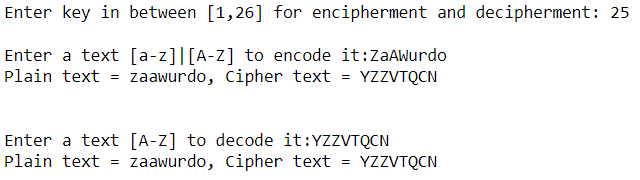 Enter key in between [1,26] for encipherment and decipherment: 25
Enter a text [a-z]|[A-Z] to encode it:ZaAWurdo
Plain text = zaawurdo, Cipher text = YZZVTQCN
Enter a text [A-Z] to decode it:YZZVTQCN
Plain text = zaawurdo, Cipher text = YZZVTQCN